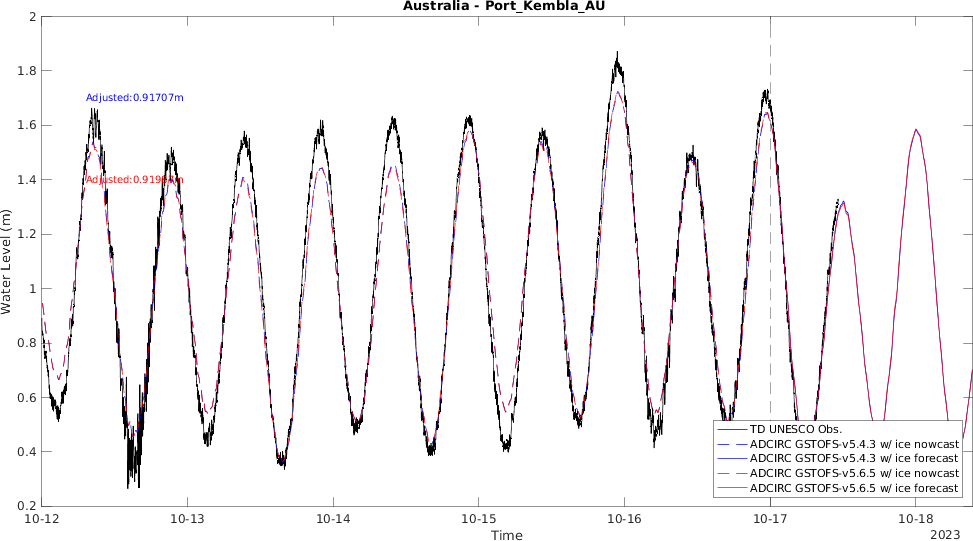 Australia - Port_Kembla_AU
2
1.8
1.6
1.4
1.2
1
0.8
0.6
0.4
0.2
Water Level (m)
Adjusted:0.91707m
TD UNESCO Obs.
ADCIRC GSTOFS-v5.4.3 w/ ice nowcast
ADCIRC GSTOFS-v5.4.3 w/ ice forecast
ADCIRC GSTOFS-v5.6.5 w/ ice nowcast
ADCIRC GSTOFS-v5.6.5 w/ ice forecast
10-12
10-13
10-14
10-15
10-16
10-17
10-18
Time
2023